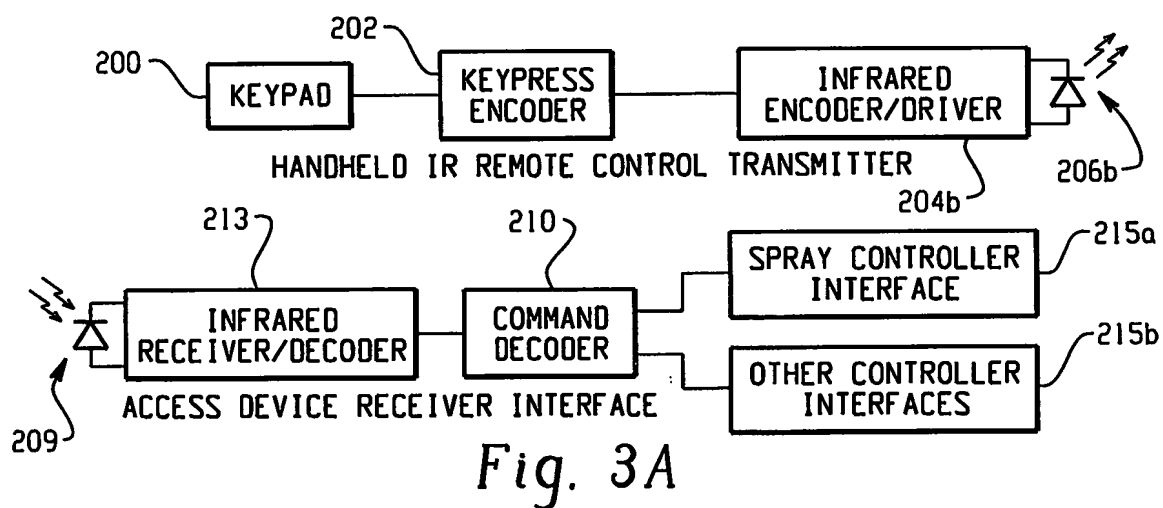 200
KEYPAD
202
KEYPRESS
ENCODER
INFRARED
ENCODER/DRIVER
206b
204b
HANDHELD IR REMOTE CONTROL TRANSMITTER
213
INFRARED
RECEIVER/DECODER
209
210
COMMAND
DECODER
SPRAY CONTROLLER
INTERFACE
215a
OTHER CONTROLLER
INTERFACES
215b
ACCESS DEVICE RECEIVER INTERFACE
Fig. 3A